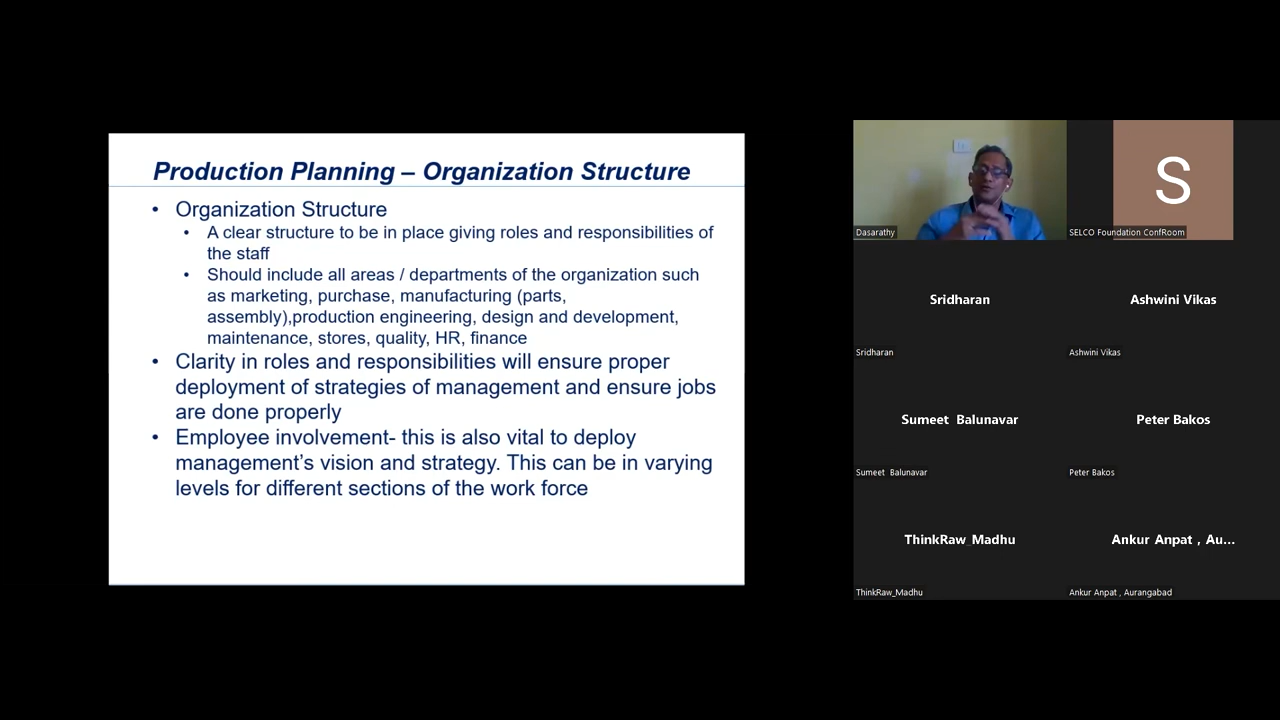 Production Planning – Organization Structure
• Organization Structure
• A clear structure to be in place giving roles and responsibilities of
the staff
• Should include all areas / departments of the organization such
as marketing, purchase, manufacturing (parts,
assembly),production engineering, design and development,
maintenance, stores, quality, HR, finance
• Clarity in roles and responsibilities will ensure proper
deployment of strategies of management and ensure jobs
are done properly
• Employee involvement- this is also vital to deploy
management's vision and strategy. This can be in varying
levels for different sections of the work force
S
Dasarathy
SELCO Foundation ConfRoom
Sridharan
Ashwini Vikas
Sridharan
Ashwini Vikas
Sumeet Balunavar
Peter Bakos
Sumeet Balunavar
Peter Bakos
ThinkRaw_Madhu
Ankur Anpat , Au...
ThinkRaw_Madhu
Ankur Anpat , Aurangabad